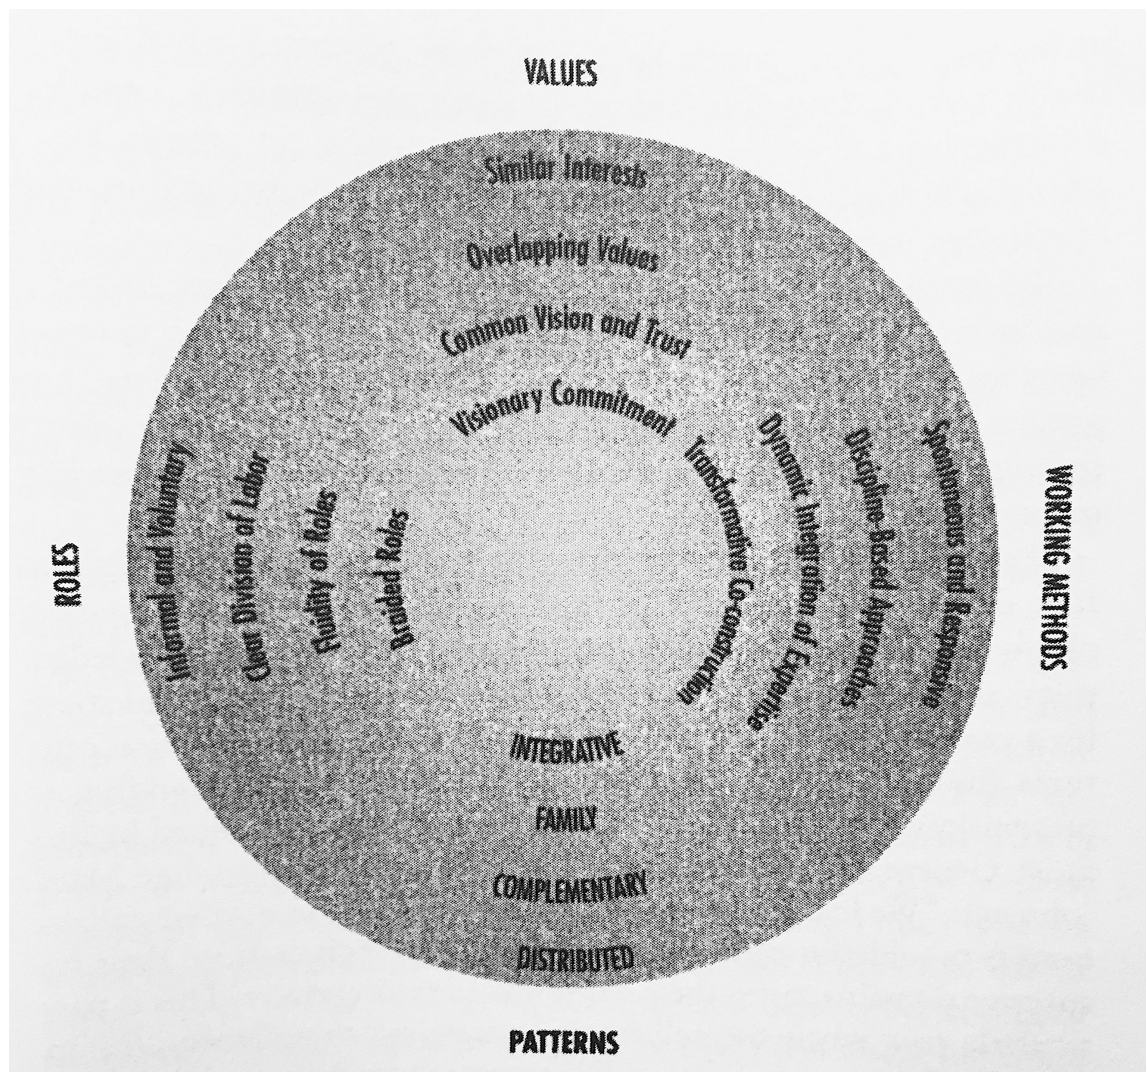 VALUES
Similar Interests
Overlapping Values
Common Vision and Trust
Visionary Commitment
ROLES
Informal and Voluntary
Clear Division of Labor
Fluidity of Roles
Braided Roles
Transformative Co-construction
Dynamic Integration of Expertise
Discipline-Based Approaches
Spontaneous and Responsive
WORKING METHODS
INTEGRATIVE
FAMILY
COMPLEMENTARY
DISTRIBUTED
PATTERNS